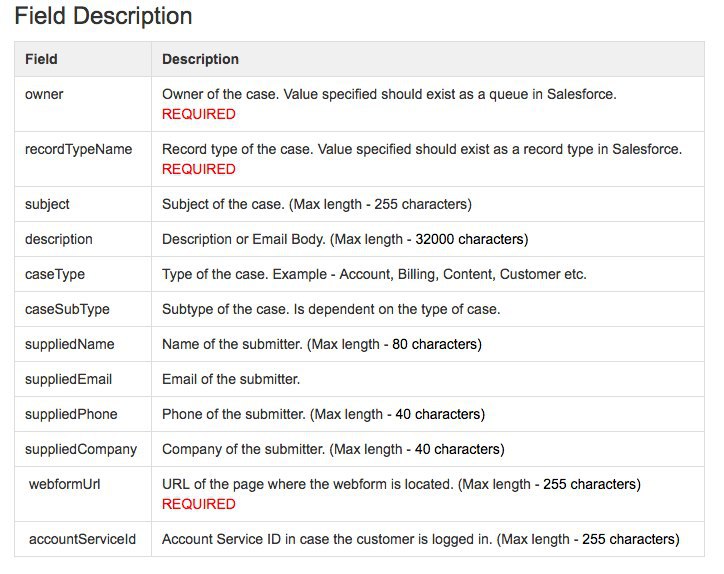 Field Description
Field Description
owner Owner of the case. Value specified should exist as a queue in Salesforce.
REQUIRED
recordTypeName Record type of the case. Value specified should exist as a record type in Salesforce.
REQUIRED
subject Subject of the case. (Max length - 255 characters)
description Description or Email Body. (Max length - 32000 characters)
caseType Type of the case. Example - Account, Billing, Content, Customer etc.
caseSubType Subtype of the case. Is dependent on the type of case.
suppliedName Name of the submitter. (Max length - 80 characters)
suppliedEmail Email of the submitter.
suppliedPhone Phone of the submitter. (Max length - 40 characters)
suppliedCompany Company of the submitter. (Max length - 40 characters)
webformUrl URL of the page where the webform is located. (Max length - 255 characters)
REQUIRED
accountServiceId Account Service ID in case the customer is logged in. (Max length - 255 characters)